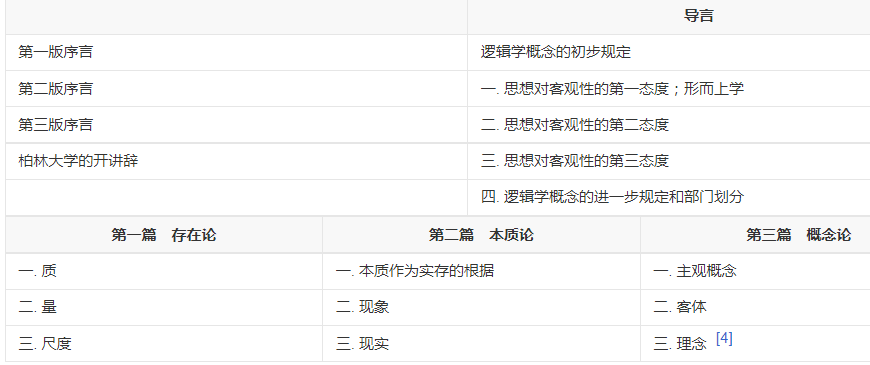 导言
第一版序言 逻辑学概念的初步规定
第二版序言 一. 思想对客观性的第一态度；形而上学
第三版序言 二. 思想对客观性的第二态度
柏林大学的开讲辞 三. 思想对客观性的第三态度
四. 逻辑学概念的进一步规定和部门划分
第一篇 存在论 第二篇 本质论 第三篇 概念论
一. 质 一. 本质作为实存的根据 一. 主观概念
二. 量 二. 现象 二. 客体
三. 尺度 三. 现实 三. 理念 [4]